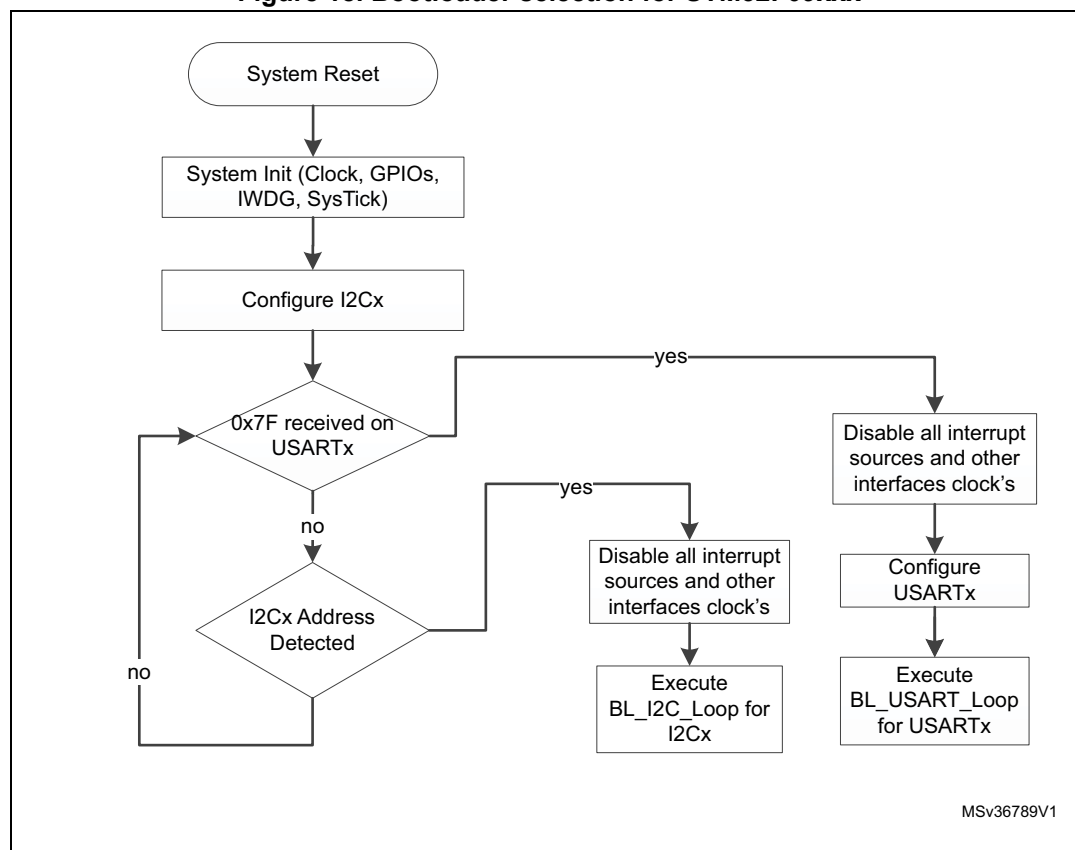 System Reset
System Init (Clock, GPIOs,
IWDG, SysTick)
Configure I2Cx
yes
0x7F received on
USARTx
Disable all interrupt
sources and other
interfaces clock's
yes
no
Disable all interrupt
sources and other
interfaces clock's
Configure
USARTx
I2Cx Address
Detected
no
Execute
BL_I2C_Loop for
I2Cx
Execute
BL_USART_Loop
for USARTx
MSv36789V1